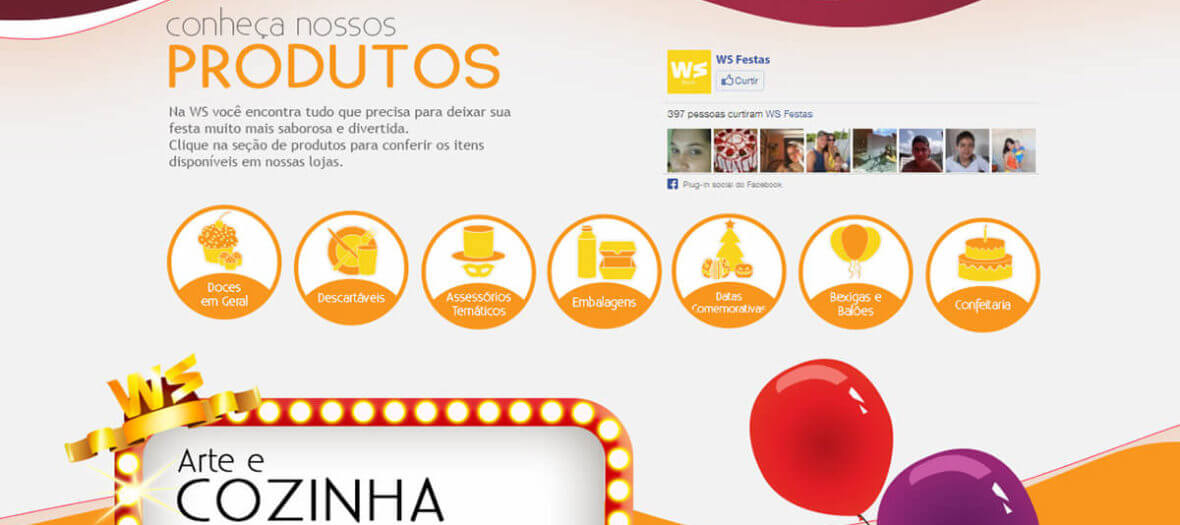 conheça nossos
PRODUTOS
Na WS você encontra tudo que precisa para deixar sua
festa muito mais saborosa e divertida.
Clique na seção de produtos para conferir os itens
disponíveis em nossas lojas.
WS
WS Festas
Curtir
397 pessoas curtiram WS Festas
Plug-in social do Facebook
Doces
em Geral
Descartáveis
Assessórios
Temáticos
Embalagens
Datas
Comemorativas
Bexigas e
Balões
Confeitaria
WS
Arte e
COZINHA